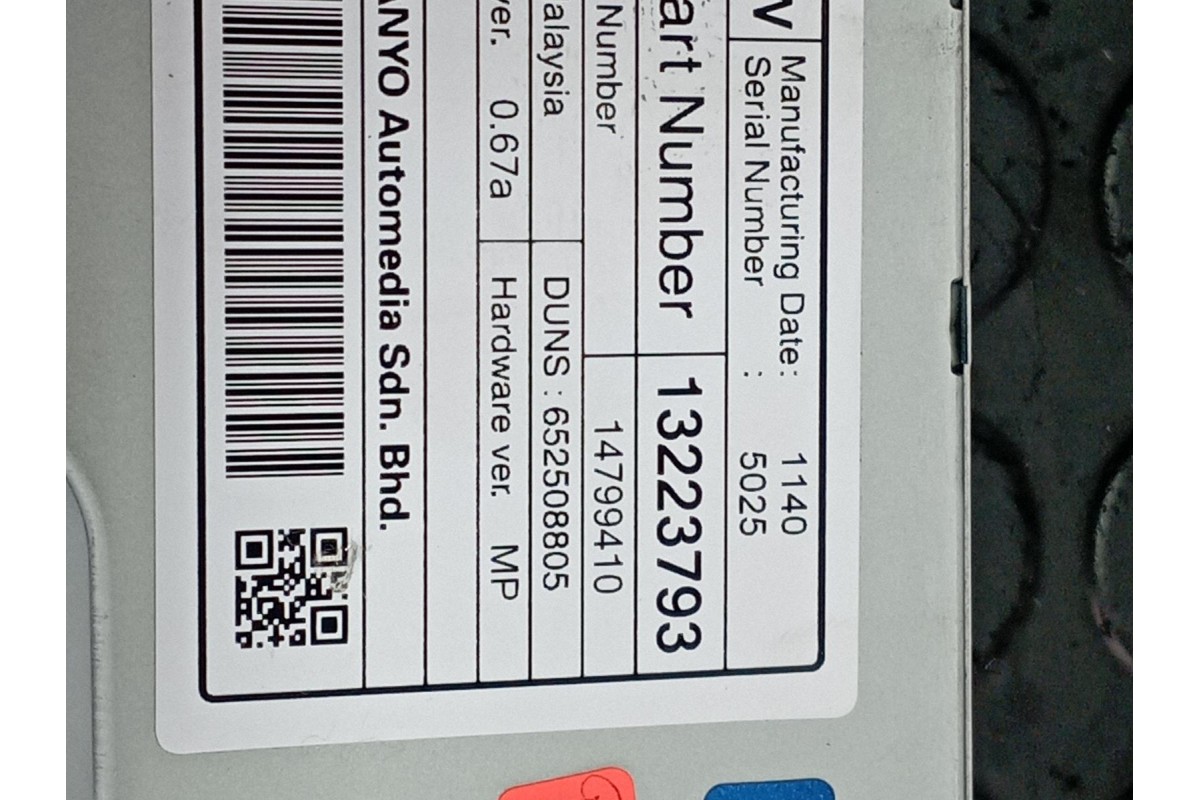 V
Manufacturing Date: 1140
Serial Number : 5025
art Number 13223793
Number 14799410
alaysia DUNS : 652508805
ver. 0.67a Hardware ver. MP
ANYO Automedia Sdn. Bhd.